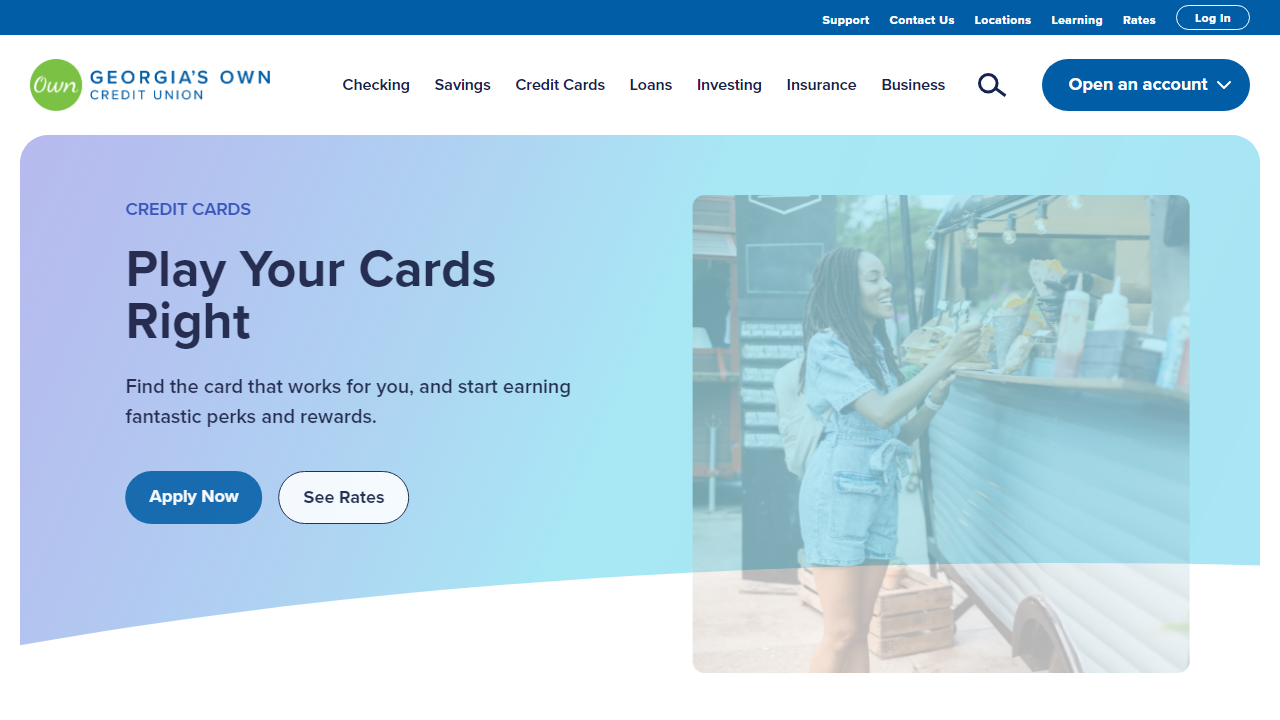 Support Contact Us Locations Learning Rates Log In
Own GEORGIA'S OWN
CREDIT UNION
Checking Savings Credit Cards Loans Investing Insurance Business Open an account
CREDIT CARDS
Play Your Cards
Right
Find the card that works for you, and start earning
fantastic perks and rewards.
Apply Now See Rates